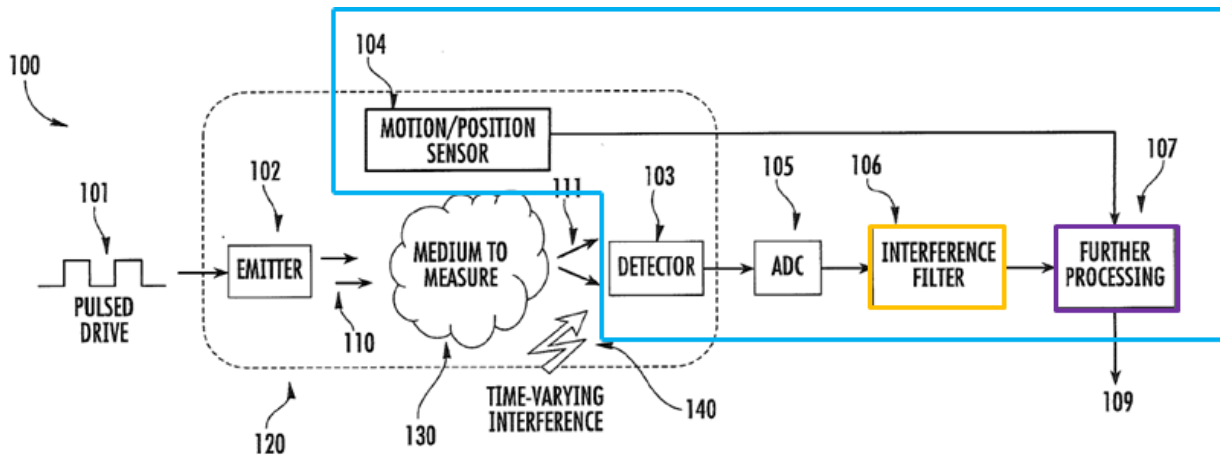 100
104
MOTION/POSITION
SENSOR
107
106
105
103
111
102
101
PULSED
DRIVE
EMITTER
110
MEDIUM TO
MEASURE
DETECTOR
ADC
INTERFERENCE
FILTER
FURTHER
PROCESSING
120
130
TIME-VARYING
INTERFERENCE
140
109